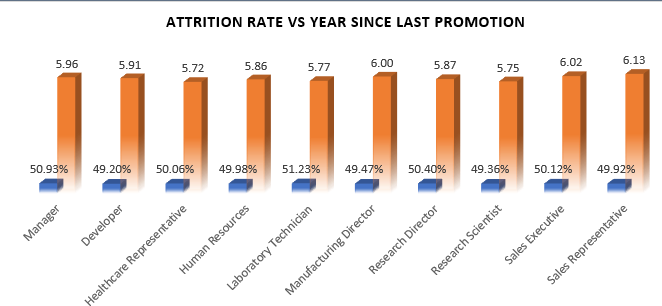 ATTRITION RATE VS YEAR SINCE LAST PROMOTION
5.96 5.91 5.72 5.86 5.77 6.00 5.87 5.75 6.02 6.13
50.93% 49.20% 50.06% 49.98% 51.23% 49.47% 50.40% 49.36% 50.12% 49.92%
Manager
Developer
Healthcare Representative
Human Resources
Laboratory Technician
Manufacturing Director
Research Director
Research Scientist
Sales Executive
Sales Representative